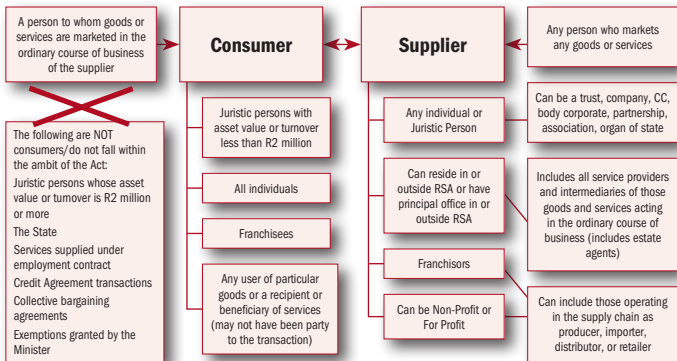 A person to whom goods or
services are marketed in the
ordinary course of business
of the supplier
Consumer
Supplier
Any person who markets
any goods or services
The following are NOT
consumers/do not fall within
the ambit of the Act:
Juristic persons whose asset
value or turnover is R2 million
or more
The State
Services supplied under
employment contract
Credit Agreement transactions
Collective bargaining
agreements
Exemptions granted by the
Minister
Juristic persons with
asset value or turnover
less than R2 million
All individuals
Franchisees
Any user of particular
goods or a recipient or
beneficiary of services
(may not have been party
to the transaction)
Any individual or
Juristic Person
Can reside in or
outside RSA or have
principal office in or
outside RSA
Franchisors
Can be Non-Profit or
For Profit
Can be a trust, company, CC,
body corporate, partnership,
association, organ of state
Includes all service providers
and intermediaries of those
goods and services acting
in the ordinary course of
business (includes estate
agents)
Can include those operating
in the supply chain as
producer, importer,
distributor, or retailer